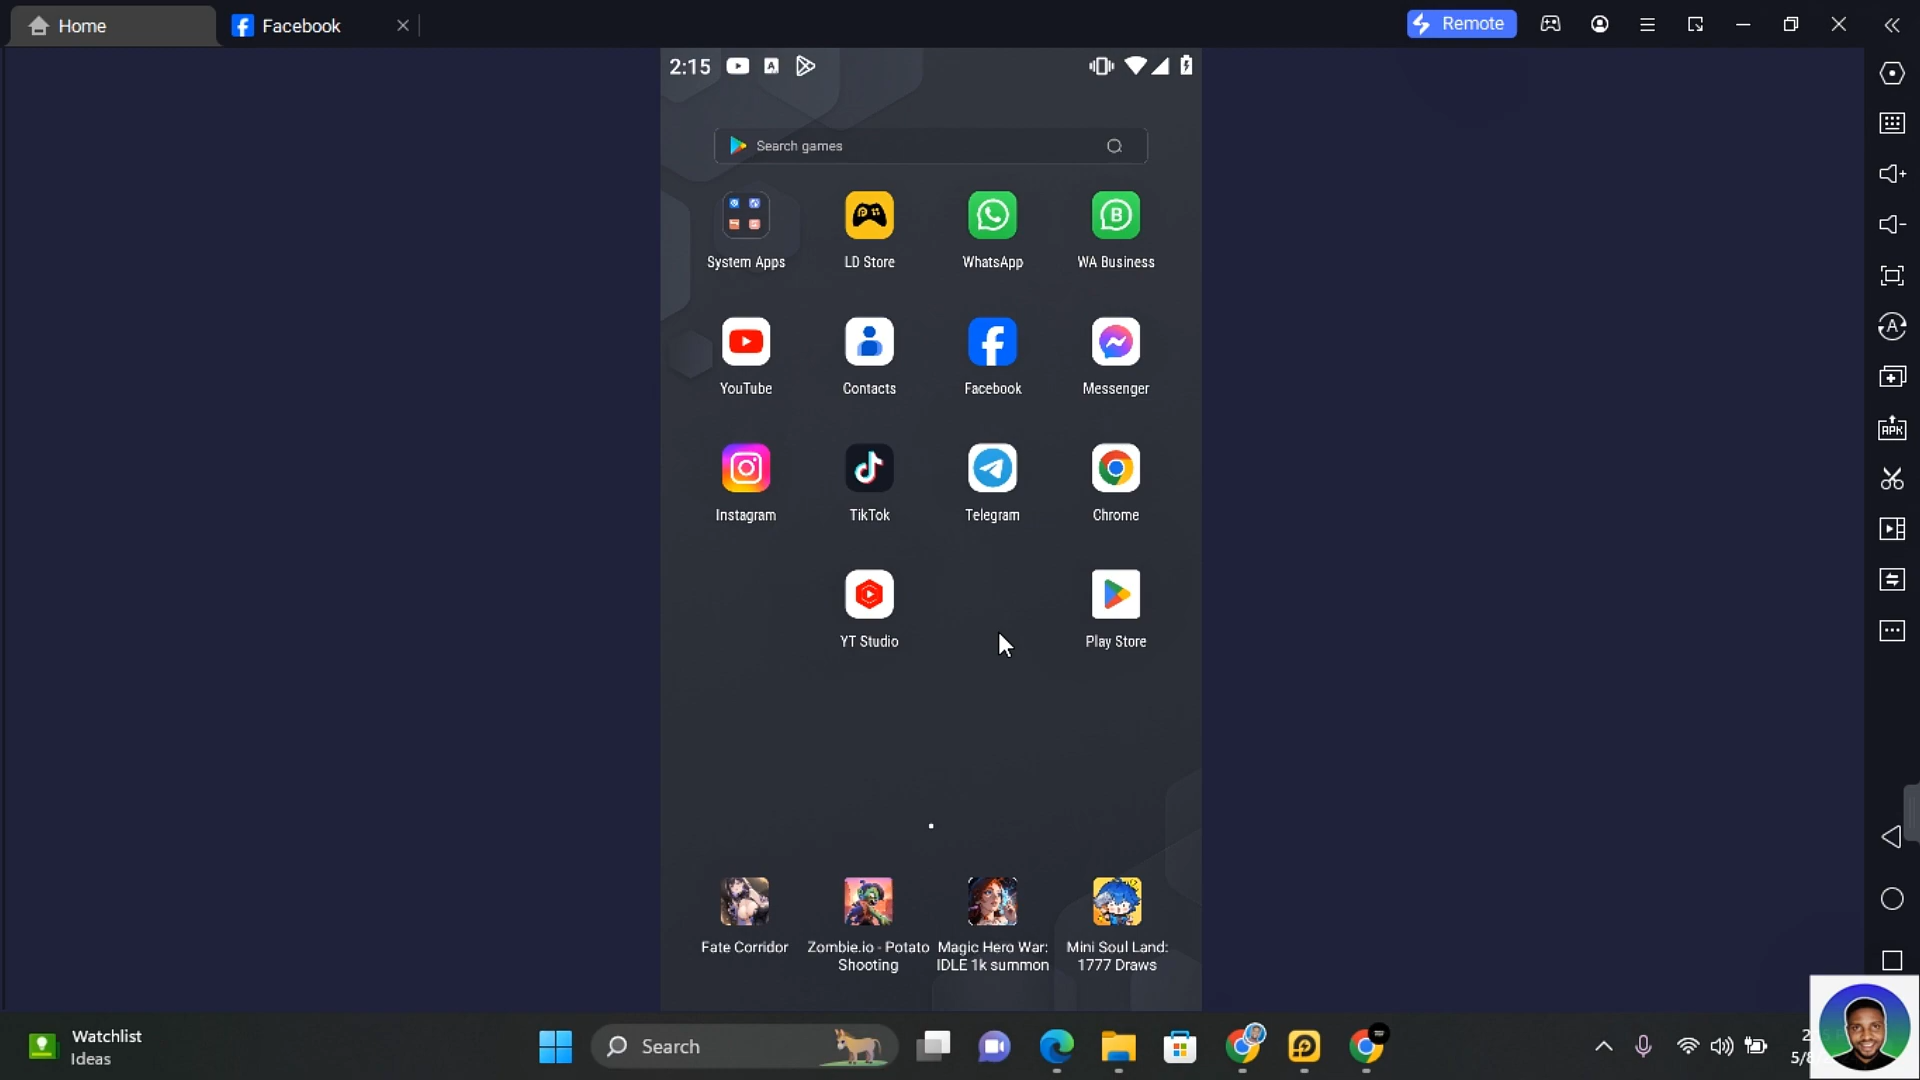 Home
Facebook
Remote
2:15
Search games
System Apps
LD Store
WhatsApp
WA Business
YouTube
Contacts
Facebook
Messenger
Instagram
TikTok
Telegram
Chrome
YT Studio
Play Store
Fate Corridor
Zombie.io - Potato
Shooting
Magic Hero War:
IDLE 1k summon
Mini Soul Land:
1777 Draws
APK
Watchlist
Ideas
Search